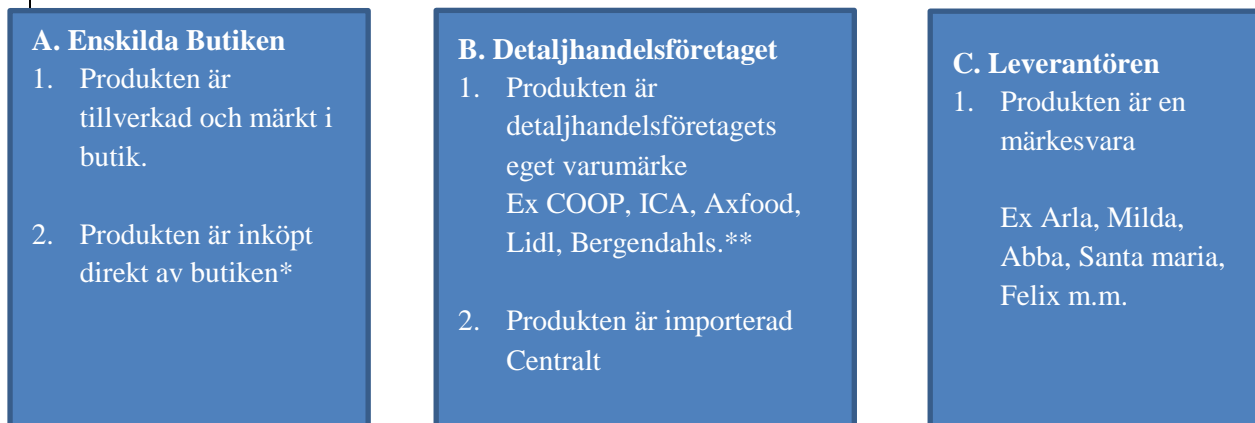 A. Enskilda Butiken
1. Produkten är
tillverkad och märkt i
butik.
2. Produkten är inköpt
direkt av butiken*
B. Detaljhandelsföretaget
1. Produkten är
detaljhandelsföretagets
eget varumärke
Ex COOP, ICA, Axfood,
Lidl, Bergendahls.**
2. Produkten är importerad
Centralt
C. Leverantören
1. Produkten är en
märkesvara
Ex Arla, Milda,
Abba, Santa maria,
Felix m.m.